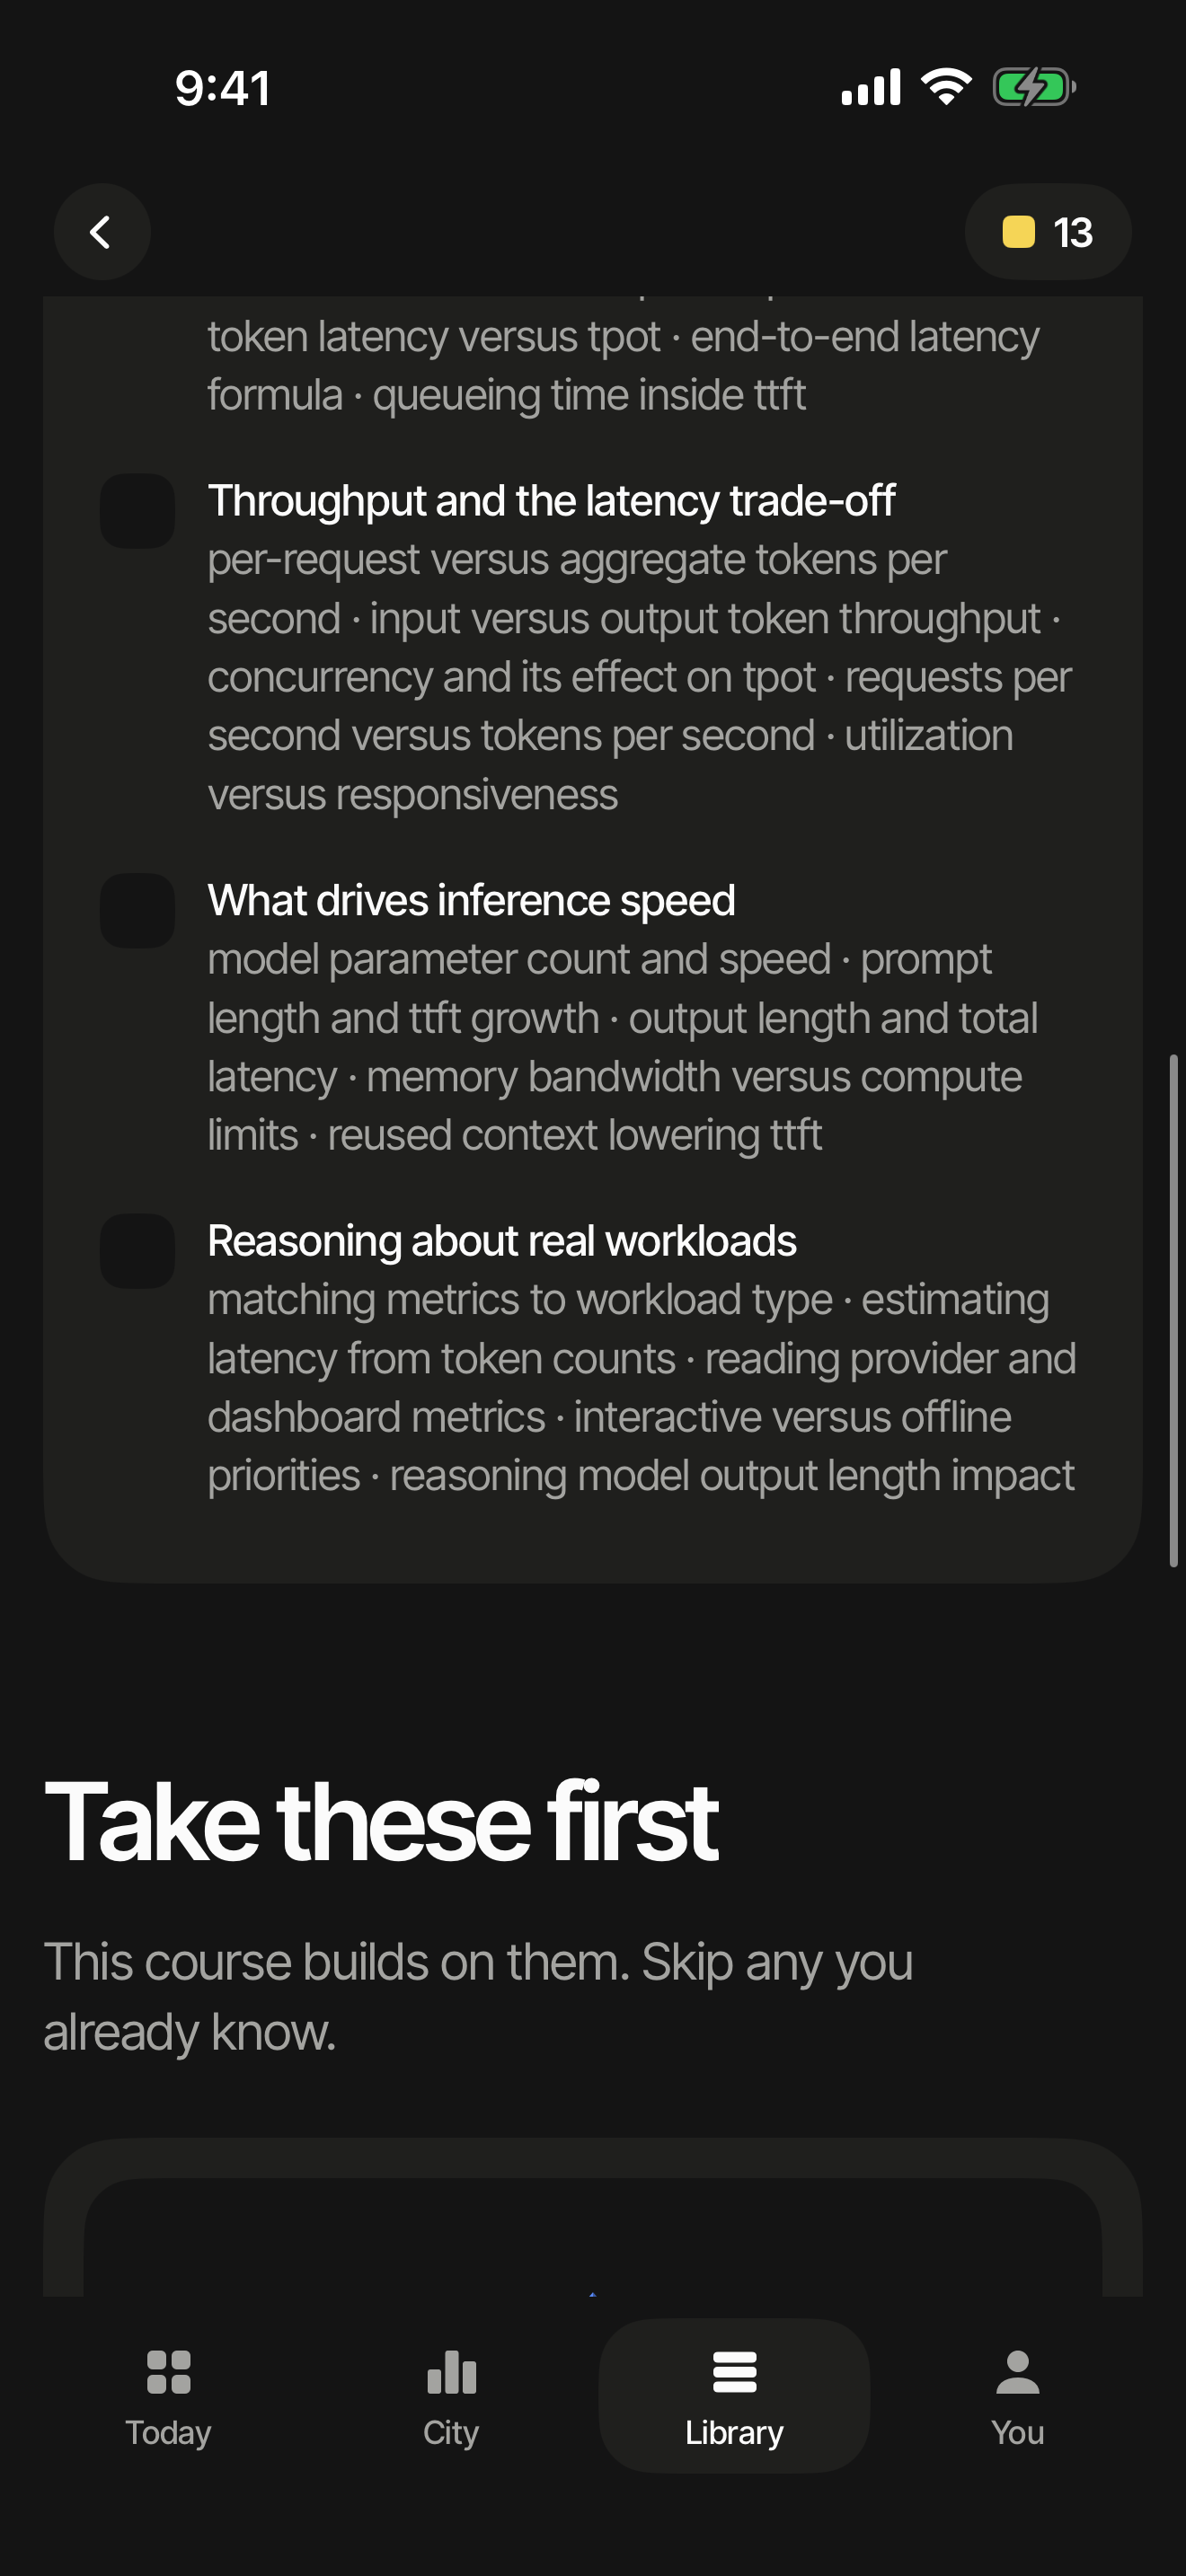 9:41
13
token latency versus tpot · end-to-end latency
formula · queueing time inside ttft
Throughput and the latency trade-off
per-request versus aggregate tokens per
second · input versus output token throughput ·
concurrency and its effect on tpot · requests per
second versus tokens per second · utilization
versus responsiveness
What drives inference speed
model parameter count and speed · prompt
length and ttft growth · output length and total
latency · memory bandwidth versus compute
limits · reused context lowering ttft
Reasoning about real workloads
matching metrics to workload type · estimating
latency from token counts · reading provider and
dashboard metrics · interactive versus offline
priorities · reasoning model output length impact
Take these first
This course builds on them. Skip any you
already know.
Today
City
Library
You